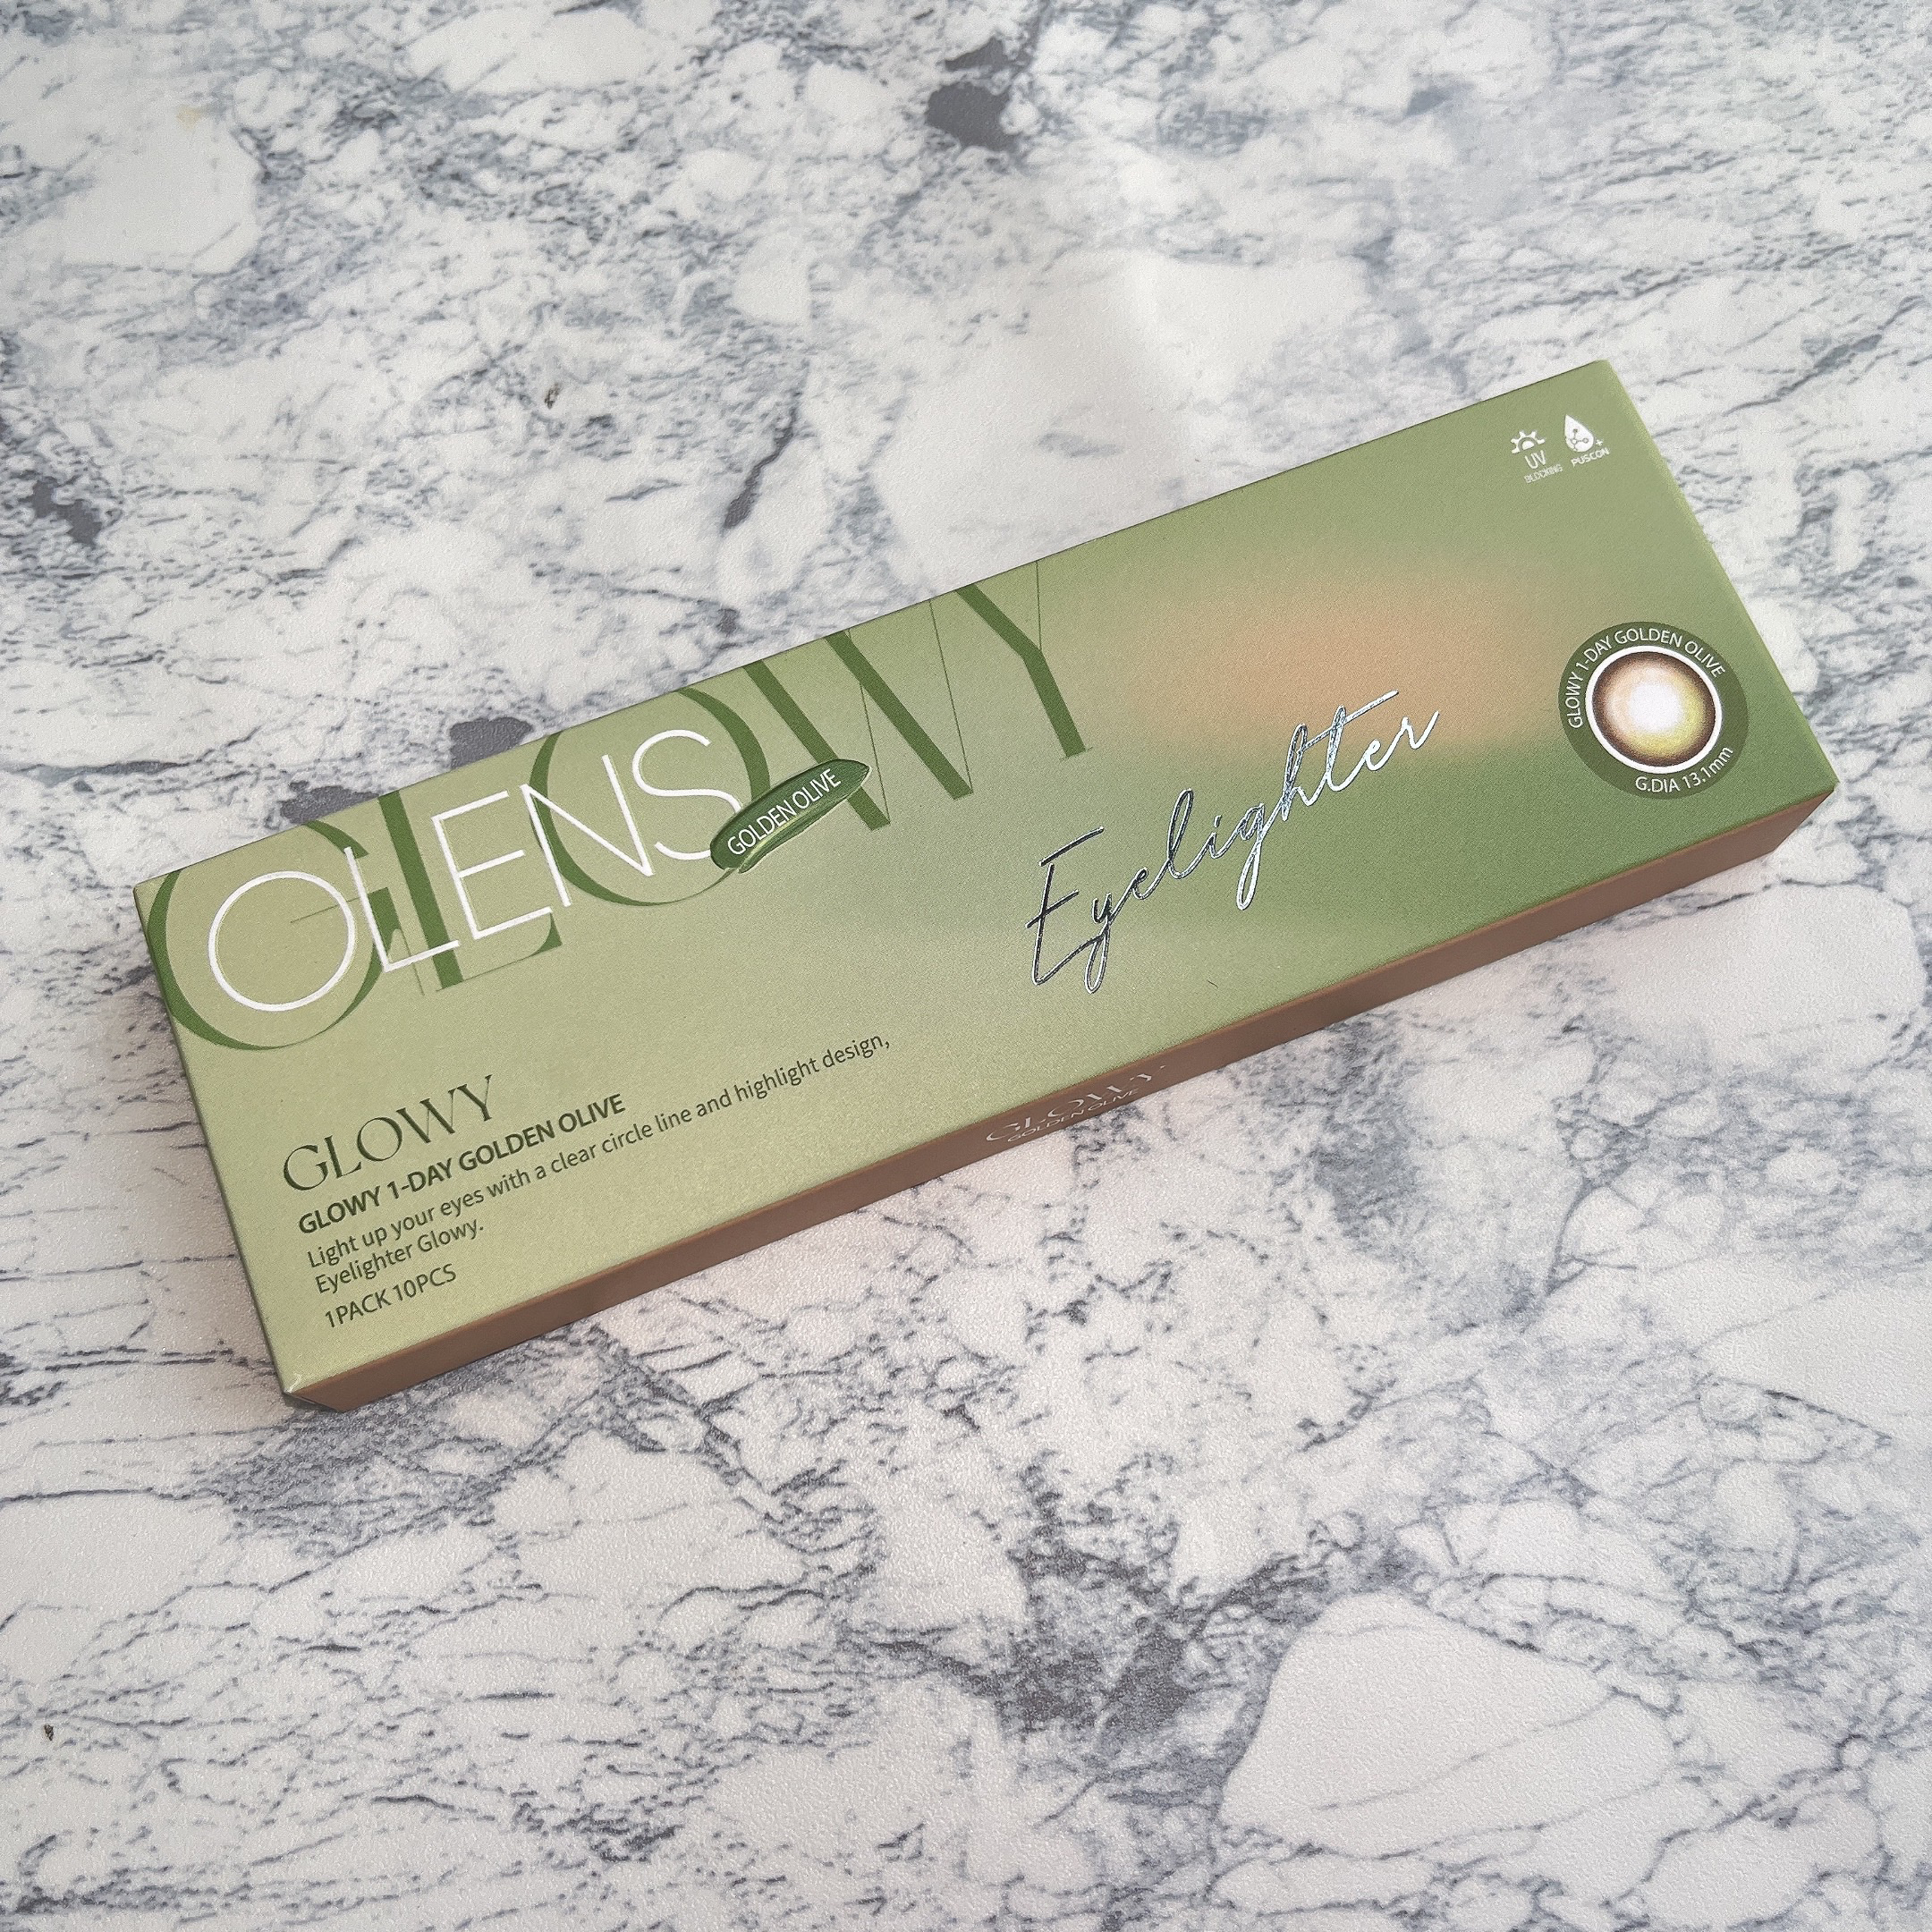 GLOWY
OLENS
GOLDEN OLIVE
Eyelighter
UV
BLOCKING
PUSCON
GLOWY 1-DAY GOLDEN OLIVE
G.DIA 13.1mm
GLOWY
GLOWY 1-DAY GOLDEN OLIVE
Light up your eyes with a clear circle line and highlight design,
Eyelighter Glowy.
1PACK 10PCS
GLOWY
GOLDEN OLIVE